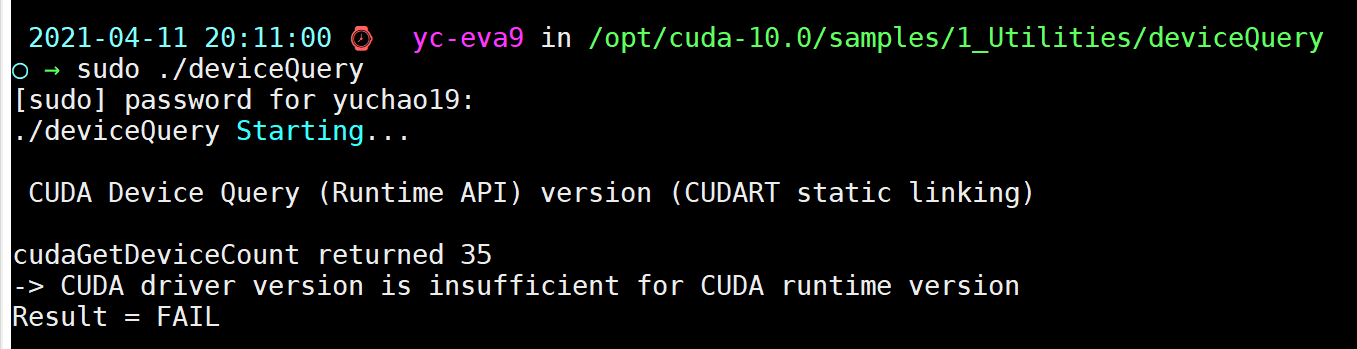 2021-04-11 20:11:00 ⌚ yc-eva9 in /opt/cuda-10.0/samples/1_Utilities/deviceQuery
○ → sudo ./deviceQuery
[sudo] password for yuchao19:
./deviceQuery Starting...
CUDA Device Query (Runtime API) version (CUDART static linking)
cudaGetDeviceCount returned 35
-> CUDA driver version is insufficient for CUDA runtime version
Result = FAIL